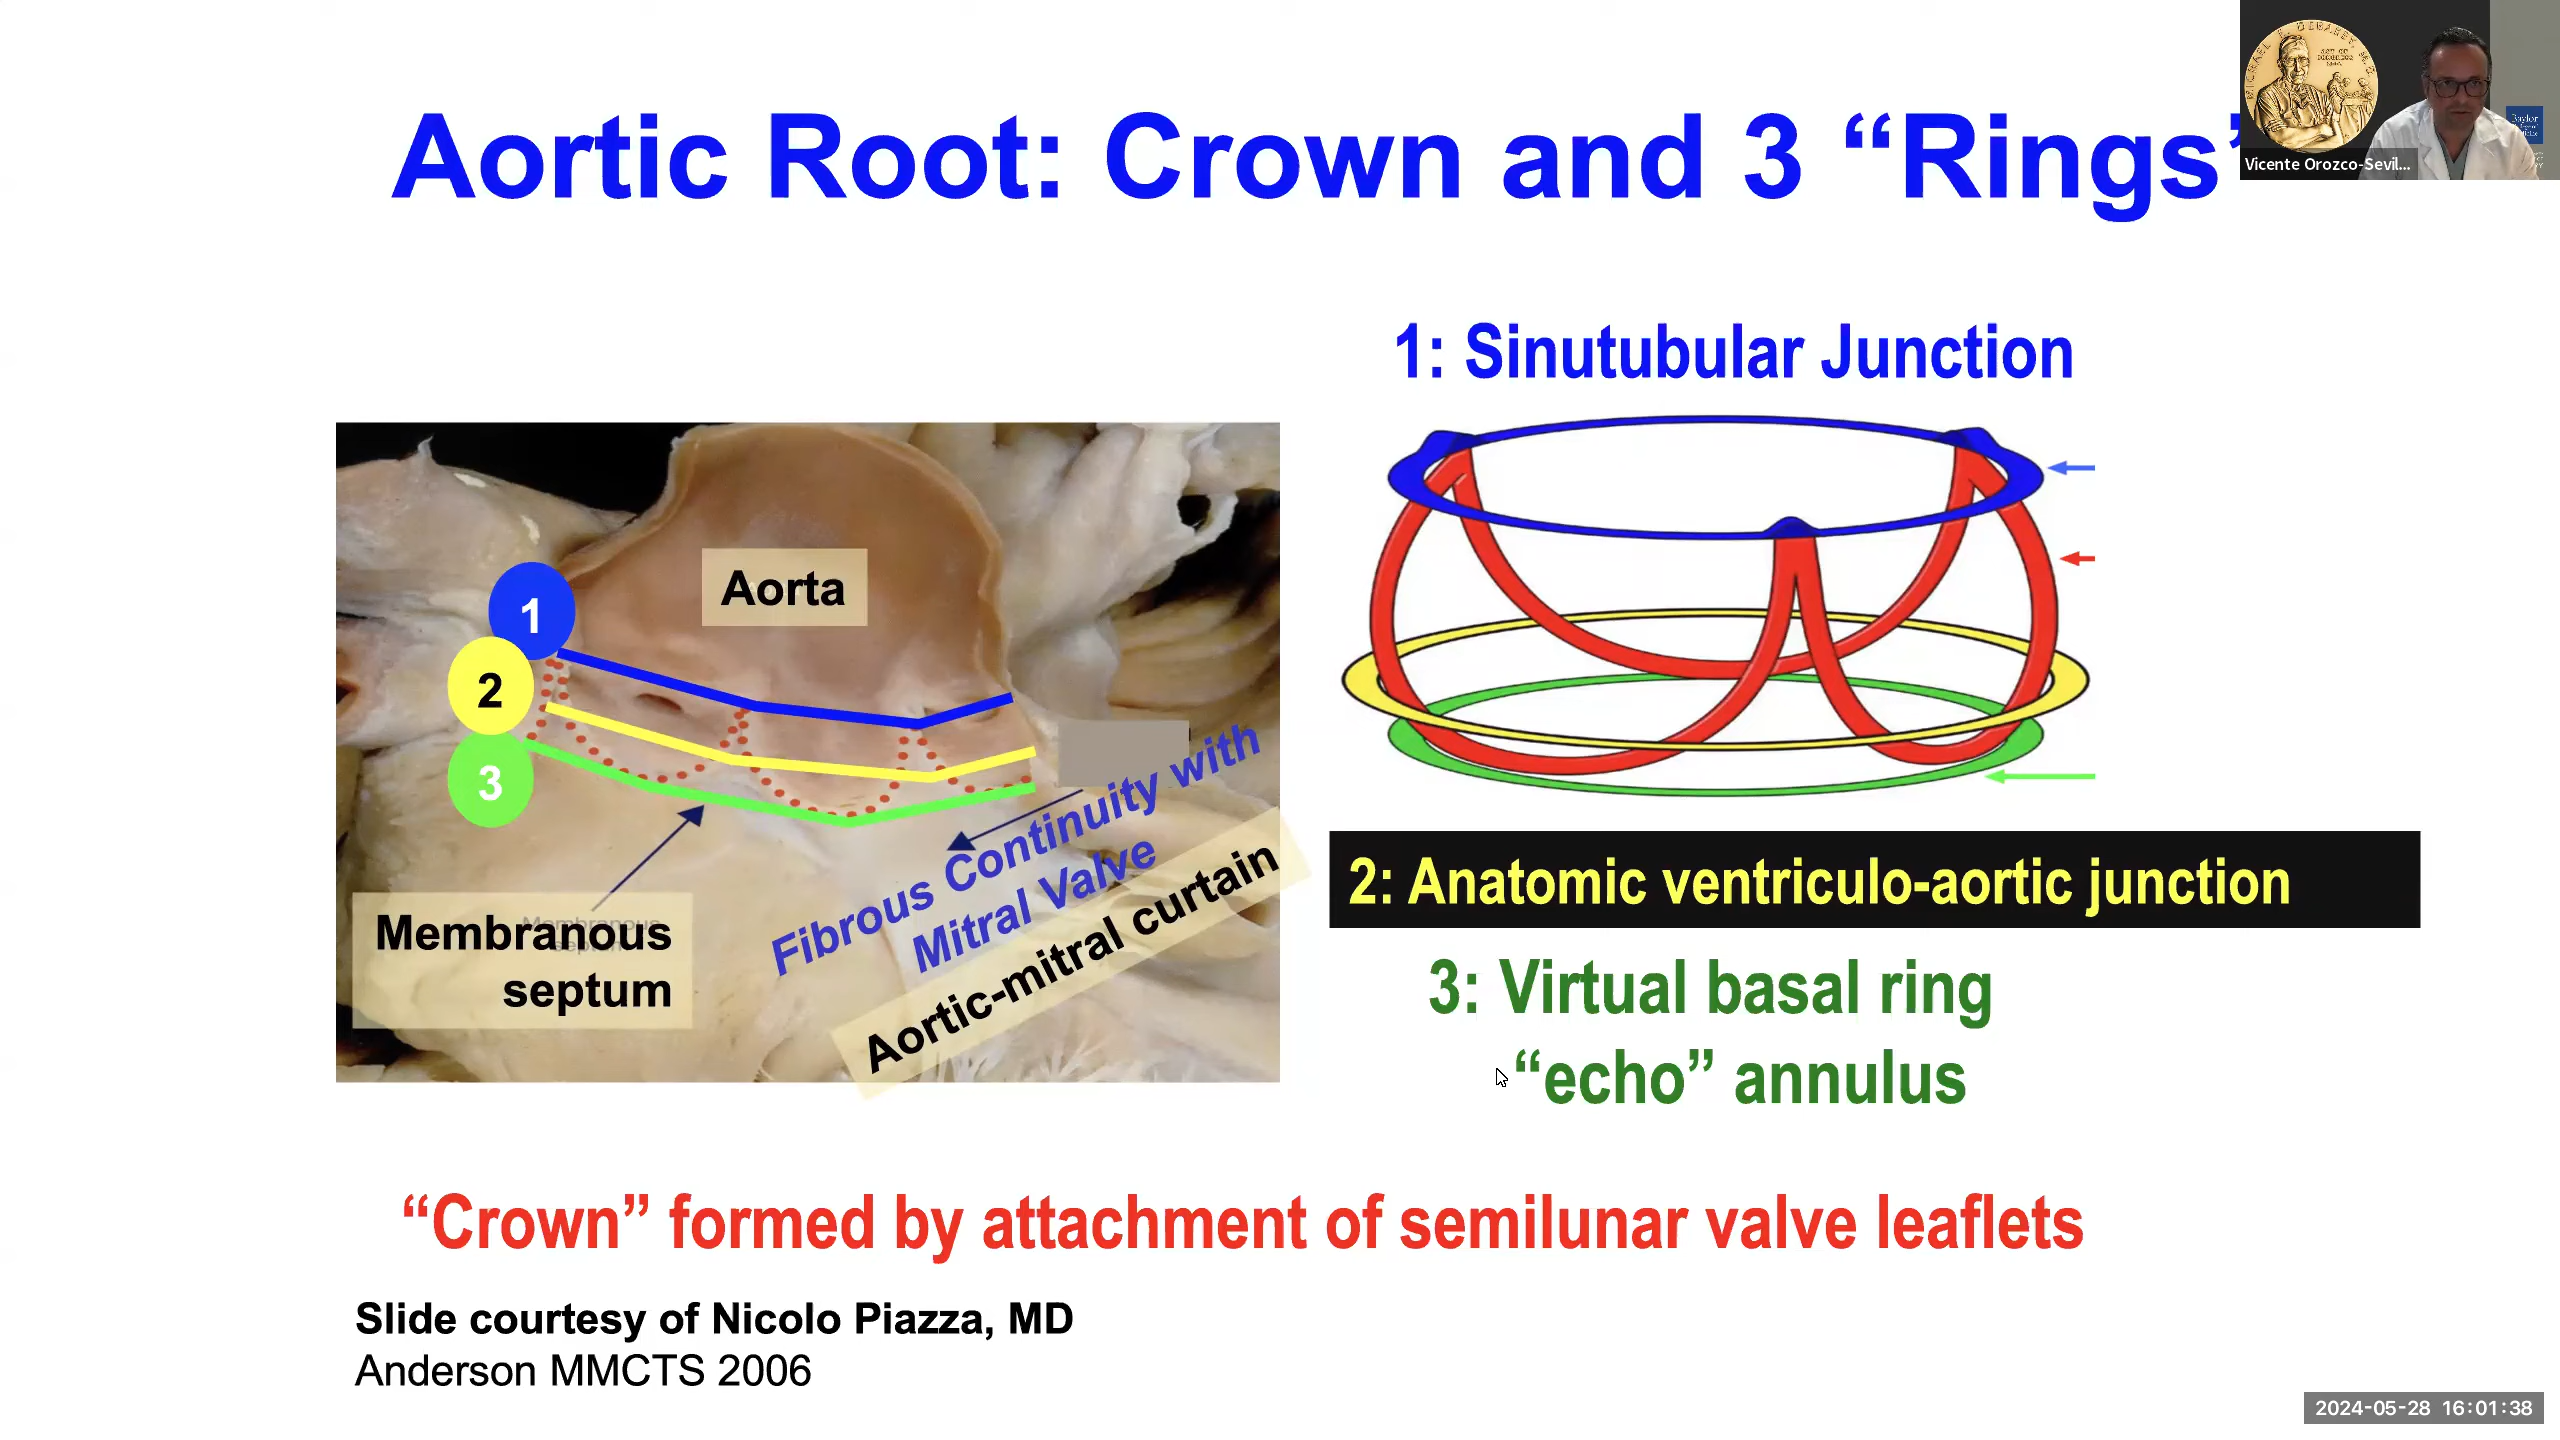 Aortic Root: Crown and 3 “Rings”
Vicente Orozco-Sevil...
Baylor
1: Sinutubular Junction
Aorta
1
2
3
Fibrous Continuity with
Mitral Valve
Aortic-mitral curtain
Membranous
septum
2: Anatomic ventriculo-aortic junction
3: Virtual basal ring
“echo” annulus
“Crown” formed by attachment of semilunar valve leaflets
Slide courtesy of Nicolo Piazza, MD
Anderson MMCTS 2006
2024-05-28 16:01:38